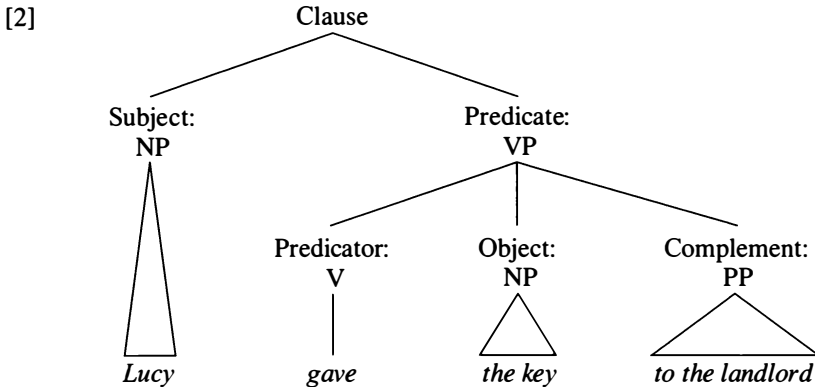 [2] Clause
Subject: Predicate:
NP VP
Predicator: Object: Complement:
V NP PP
Lucy gave the key to the landlord